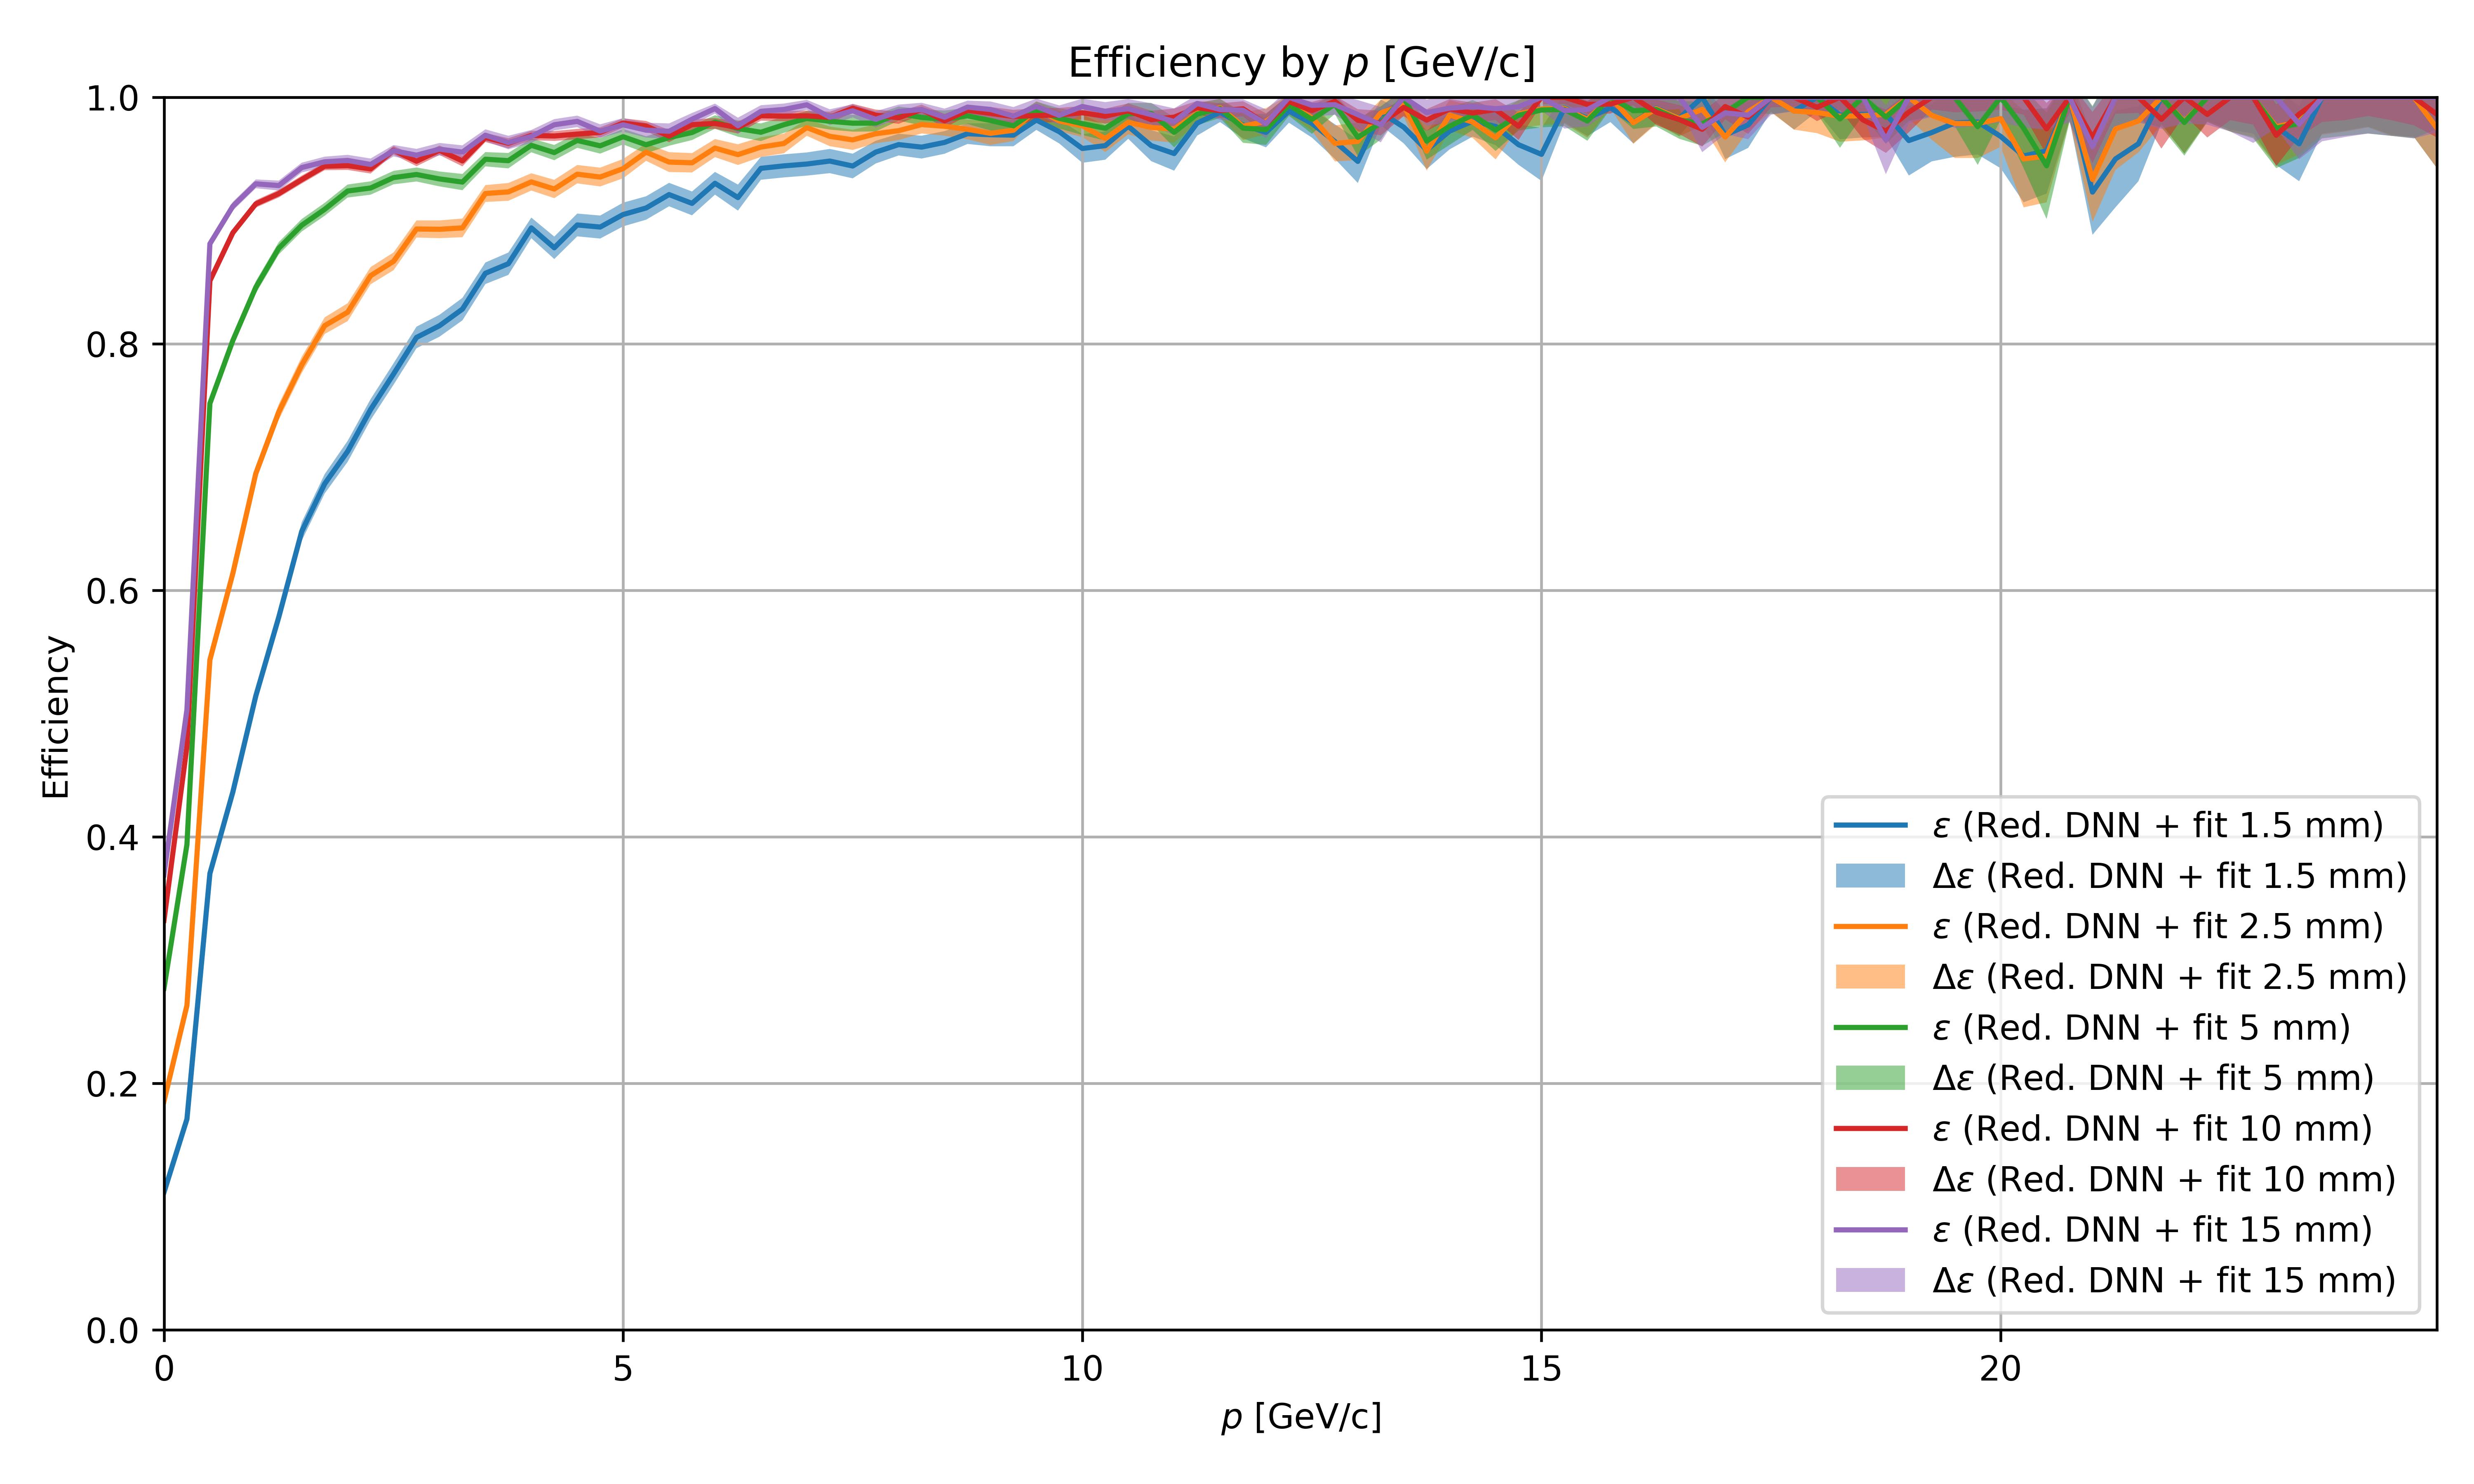 Efficiency by p [GeV/c]
1.0
0.8
0.6
0.4
0.2
0.0
Efficiency
0 5 10 15 20
p [GeV/c]
ε (Red. DNN + fit 1.5 mm)
Δε (Red. DNN + fit 1.5 mm)
ε (Red. DNN + fit 2.5 mm)
Δε (Red. DNN + fit 2.5 mm)
ε (Red. DNN + fit 5 mm)
Δε (Red. DNN + fit 5 mm)
ε (Red. DNN + fit 10 mm)
Δε (Red. DNN + fit 10 mm)
ε (Red. DNN + fit 15 mm)
Δε (Red. DNN + fit 15 mm)